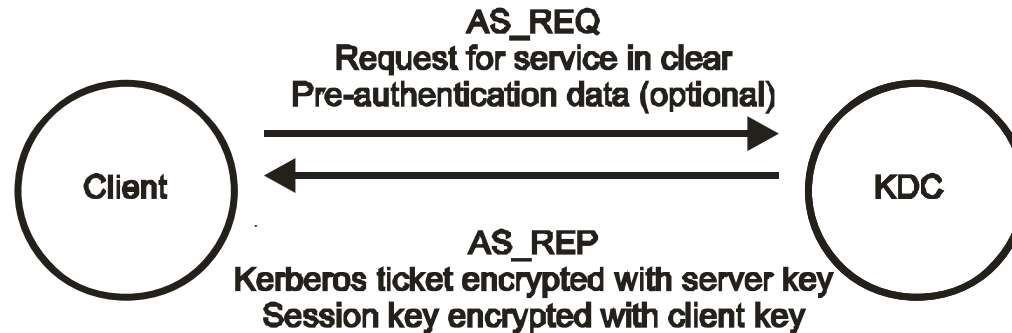 AS_REQ
Request for service in clear
Pre-authentication data (optional)
Client
KDC
AS_REP
Kerberos ticket encrypted with server key
Session key encrypted with client key